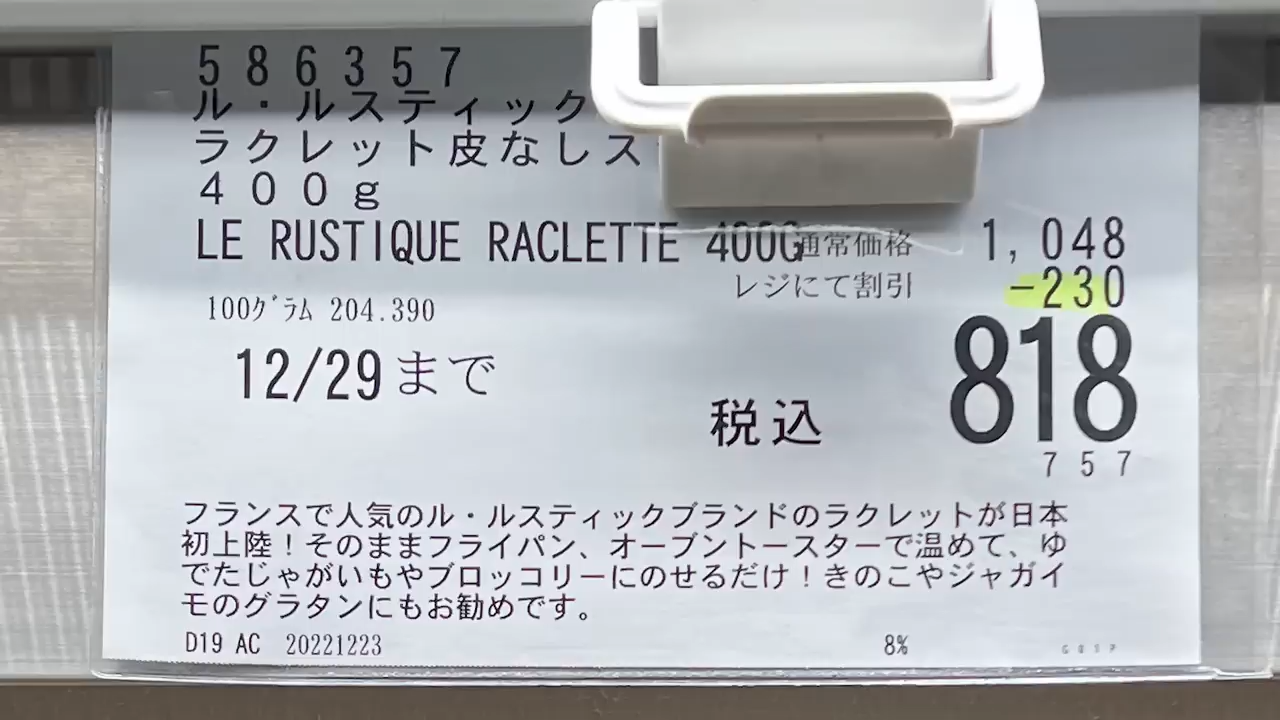 586357
ル・ルスティック
ラクレット皮なしス
400g
LE RUSTIQUE RACLETTE 400G
通常価格 1,048
レジにて割引 -230
100グラム 204.390
818
12/29まで
税込
757
フランスで人気のル・ルスティックブランドのラクレットが日本
初上陸！そのままフライパン、オーブントースターで温めて、ゆ
でたじゃがいもやブロッコリーにのせるだけ！きのこやジャガイ
モのグラタンにもお勧めです。
D19 AC 20221223 8%